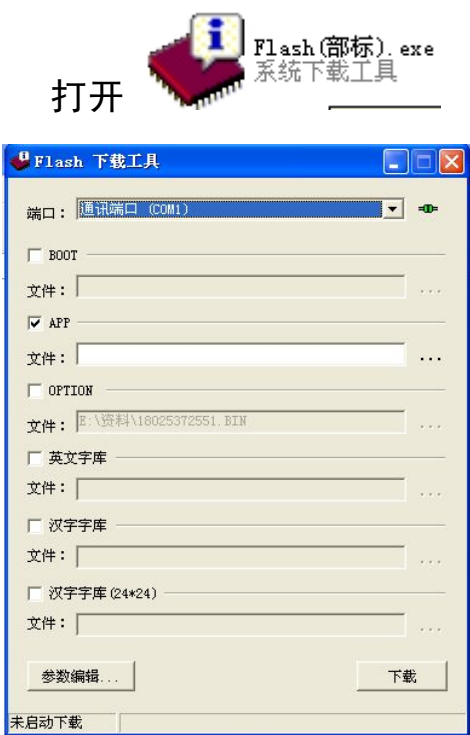 Flash(部标).exe
系统下载工具
打开
Flash 下载工具
端口： 通讯端口 (COM1)
BOOT
文件： ...
APP
文件： ...
OPTION
文件： E:\资料\18025372551.BIN ...
英文字库
文件： ...
汉字字库
文件： ...
汉字字库(24*24)
文件： ...
参数编辑... 下载
未启动下载